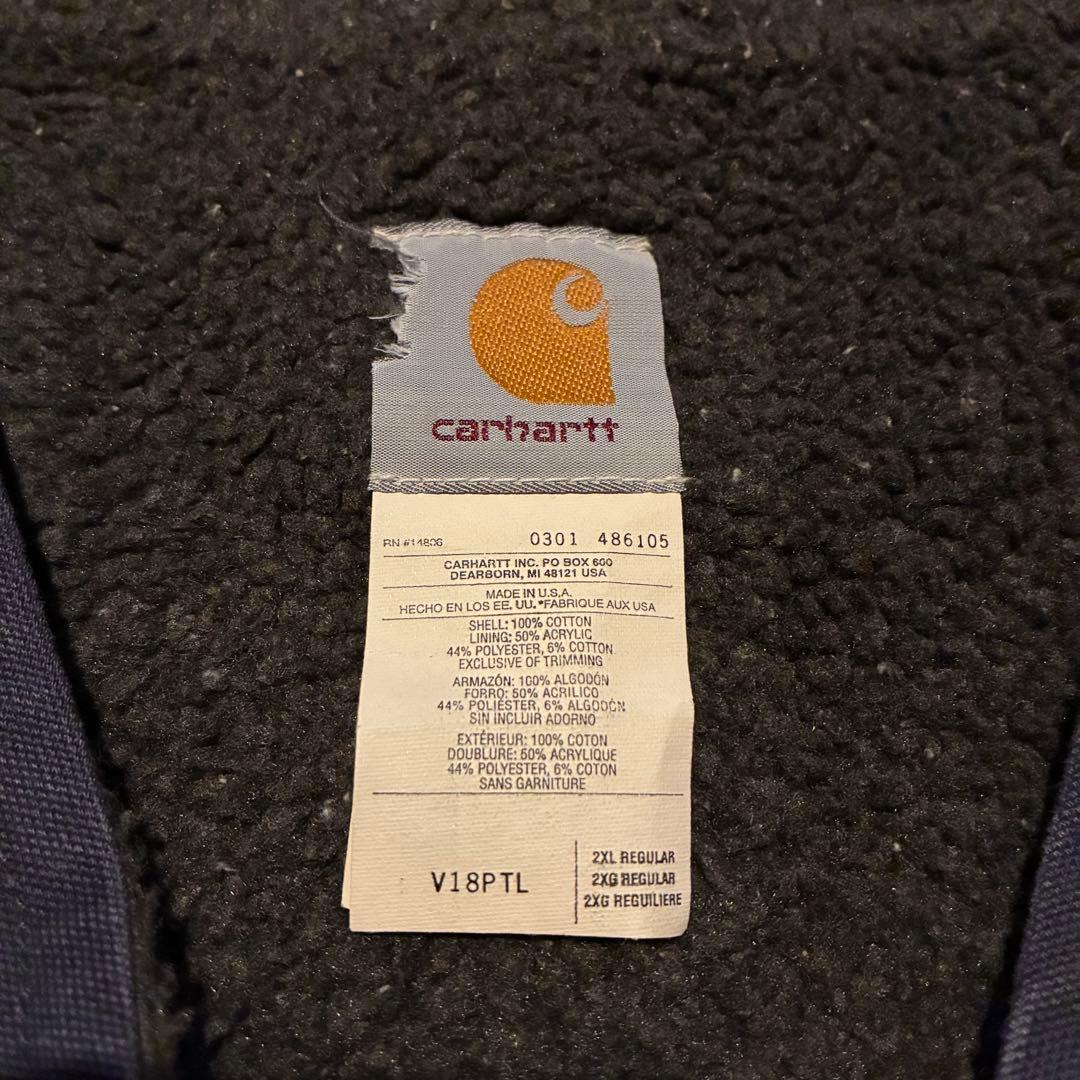 carhartt
RN #14806 0301 486105
CARHARTT INC. PO BOX 600
DEARBORN, MI 48121 USA
MADE IN U.S.A.
HECHO EN LOS EE. UU. *FABRIQUE AUX USA
SHELL: 100% COTTON
LINING: 50% ACRYLIC
44% POLYESTER, 6% COTTON
EXCLUSIVE OF TRIMMING
ARMAZÓN: 100% ALGODÓN
FORRO: 50% ACRILICO
44% POLIÉSTER, 6% ALGODÓN
SIN INCLUIR ADORNO
EXTÉRIEUR: 100% COTON
DOUBLURE: 50% ACRYLIQUE
44% POLYESTER, 6% COTON
SANS GARNITURE
V18PTL
2XL REGULAR
2XG REGULAR
2XG REGUILIERE